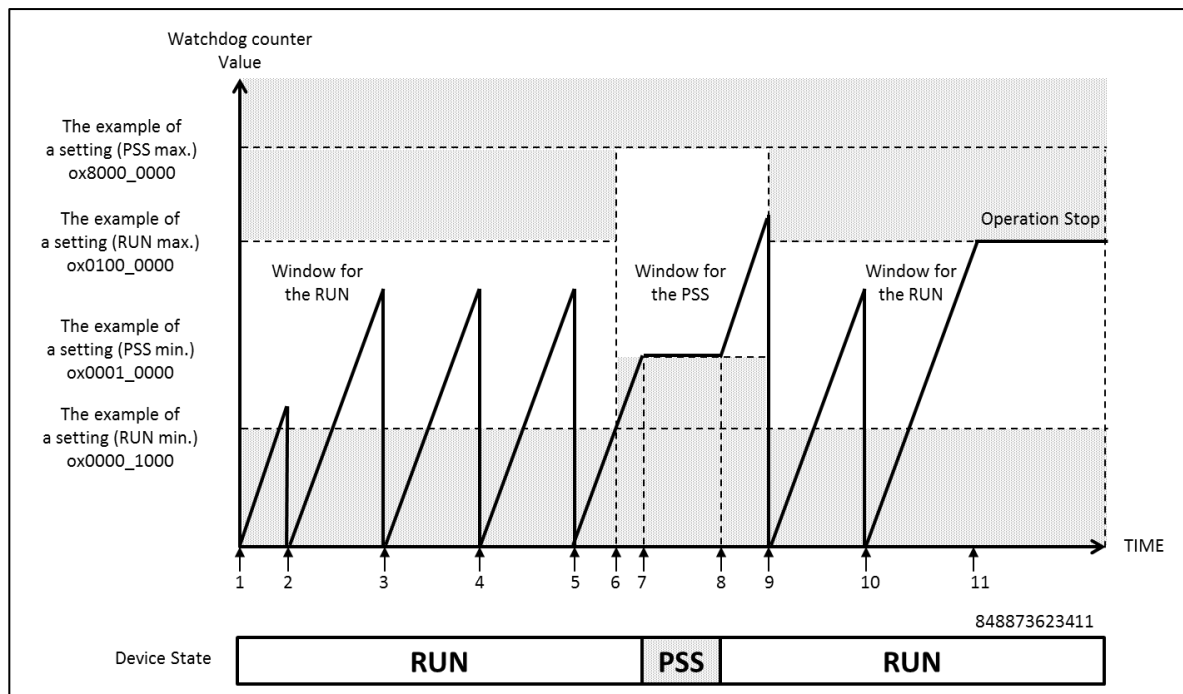 Watchdog counter
Value
The example of
a setting (PSS max.)
ox8000_0000
The example of
a setting (RUN max.)
ox0100_0000
Operation Stop
Window for
the RUN
Window for
the PSS
Window for
the RUN
The example of
a setting (PSS min.)
ox0001_0000
The example of
a setting (RUN min.)
ox0000_1000
TIME
1 2 3 4 5 6 7 8 9 10 11
848873623411
Device State RUN PSS RUN